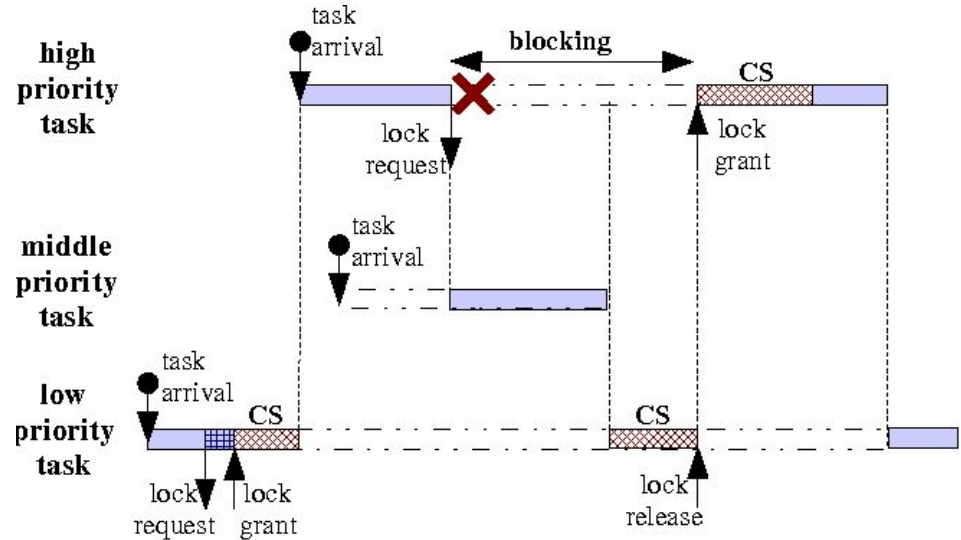 high
priority
task
task
arrival
blocking
CS
lock
request
lock
grant
middle
priority
task
task
arrival
low
priority
task
task
arrival
CS
CS
lock
request
lock
grant
lock
release